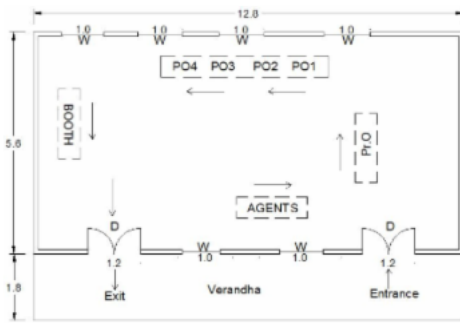 12.8
1.0 1.0 1.0 1.0
W W W W
PO4 PO3 PO2 PO1
BOOTH
Pr.O
5.6
AGENTS
D W W D
1.2 1.0 1.0 1.2
1.8
Exit Verandha Entrance